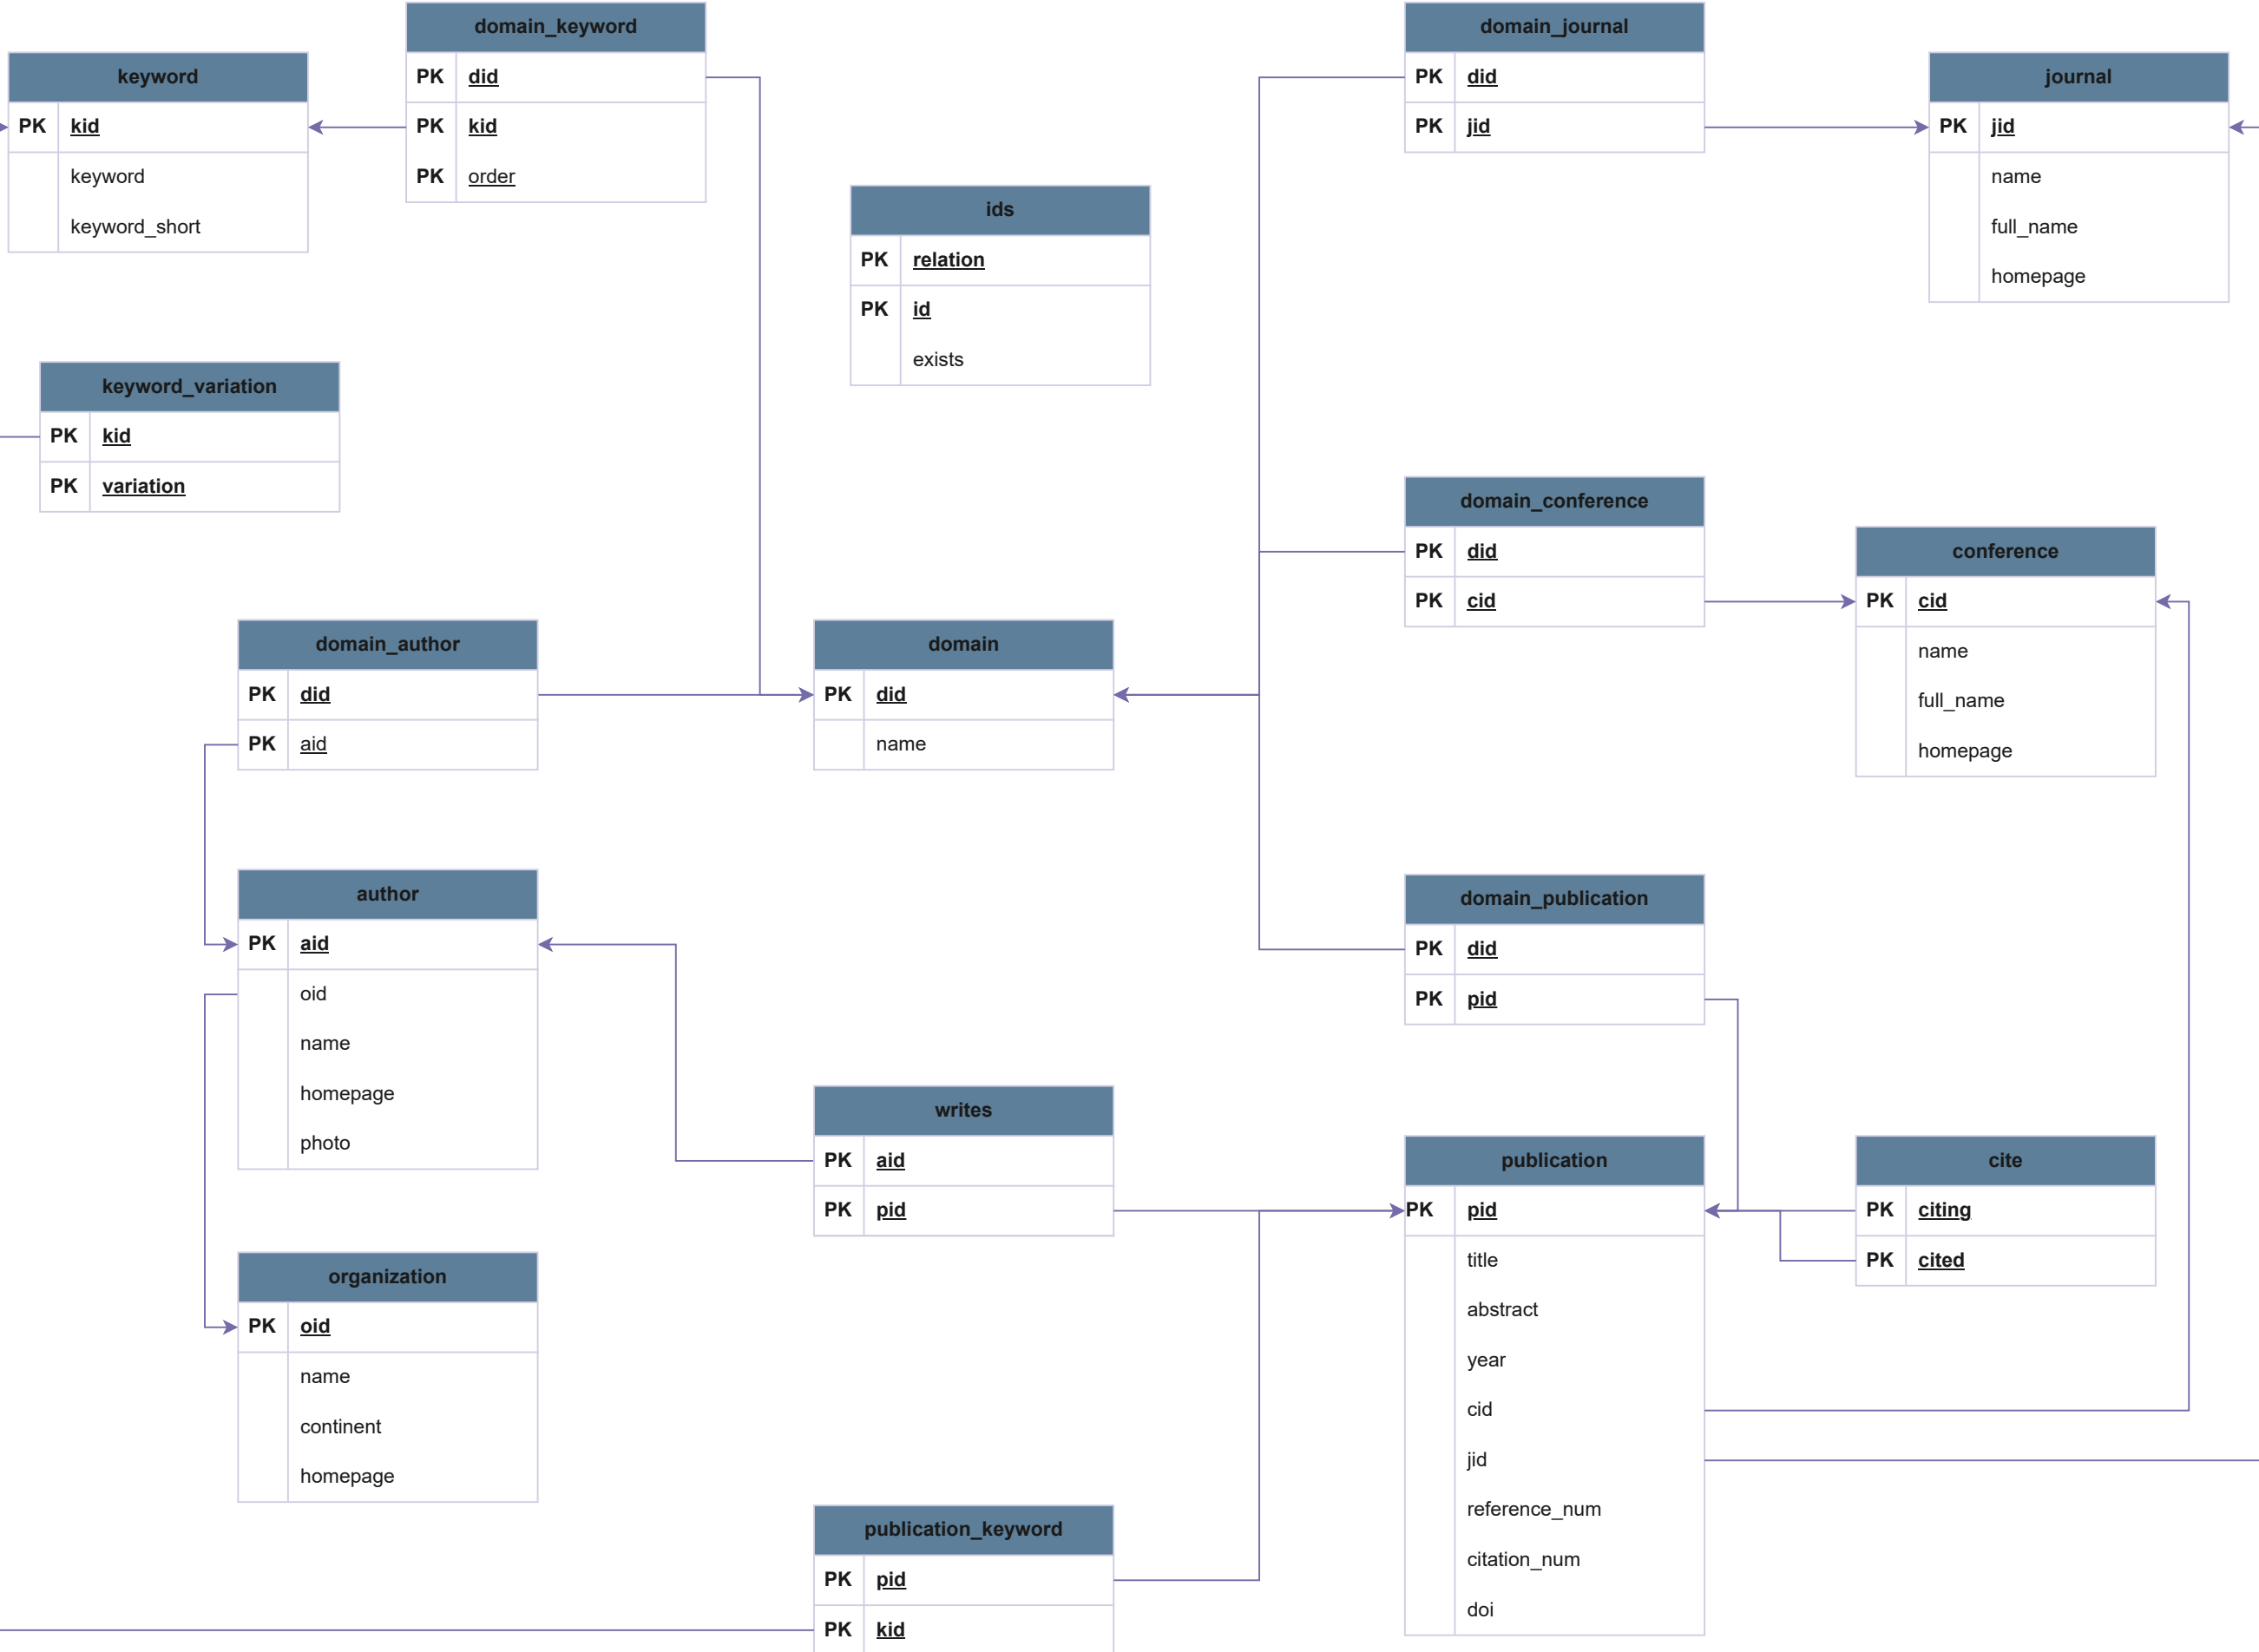 domain_keyword
PK did
PK kid
PK order
keyword
PK kid
keyword
keyword_short
domain_journal
PK did
PK jid
journal
PK jid
name
full_name
homepage
ids
PK relation
PK id
exists
keyword_variation
PK kid
PK variation
domain_conference
PK did
PK cid
conference
PK cid
name
full_name
homepage
domain_author
PK did
PK aid
domain
PK did
name
author
PK aid
oid
name
homepage
photo
domain_publication
PK did
PK pid
writes
PK aid
PK pid
publication
PK pid
title
abstract
year
cid
jid
reference_num
citation_num
doi
cite
PK citing
PK cited
organization
PK oid
name
continent
homepage
publication_keyword
PK pid
PK kid